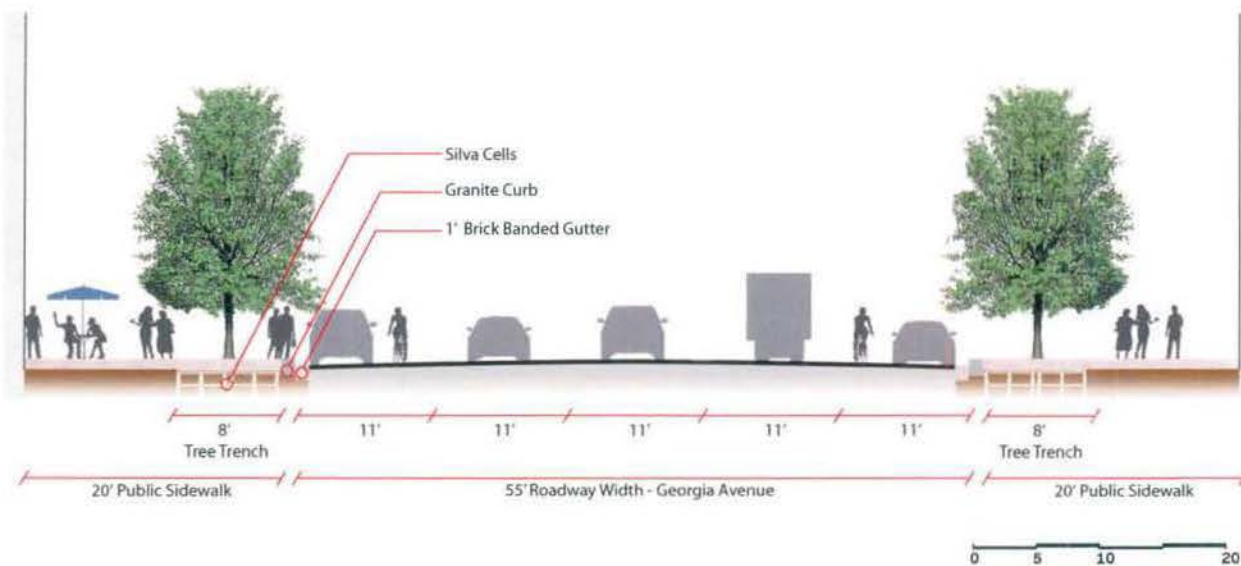 Silva Cells
Granite Curb
1' Brick Banded Gutter
8' 11' 11' 11' 11' 11' 8'
Tree Trench Tree Trench
20' Public Sidewalk 55' Roadway Width - Georgia Avenue 20' Public Sidewalk
0 5 10 20